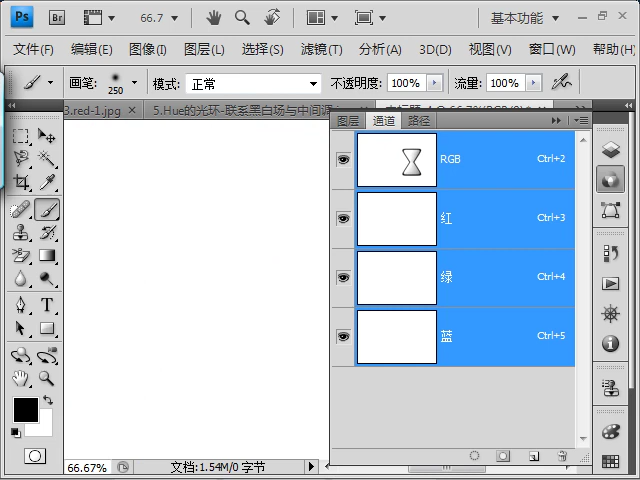 Ps Br 66.7 基本功能
文件(F) 编辑(E) 图像(I) 图层(L) 选择(S) 滤镜(T) 分析(A) 3D(D) 视图(V) 窗口(W) 帮助(H)
画笔: 250 模式: 正常 不透明度: 100% 流量: 100%
3.red-1.jpg 5.Hue的光环-联系黑白场与中间调
图层 通道 路径
RGB Ctrl+2
红 Ctrl+3
绿 Ctrl+4
蓝 Ctrl+5
T
66.67% 文档:1.54M/0 字节